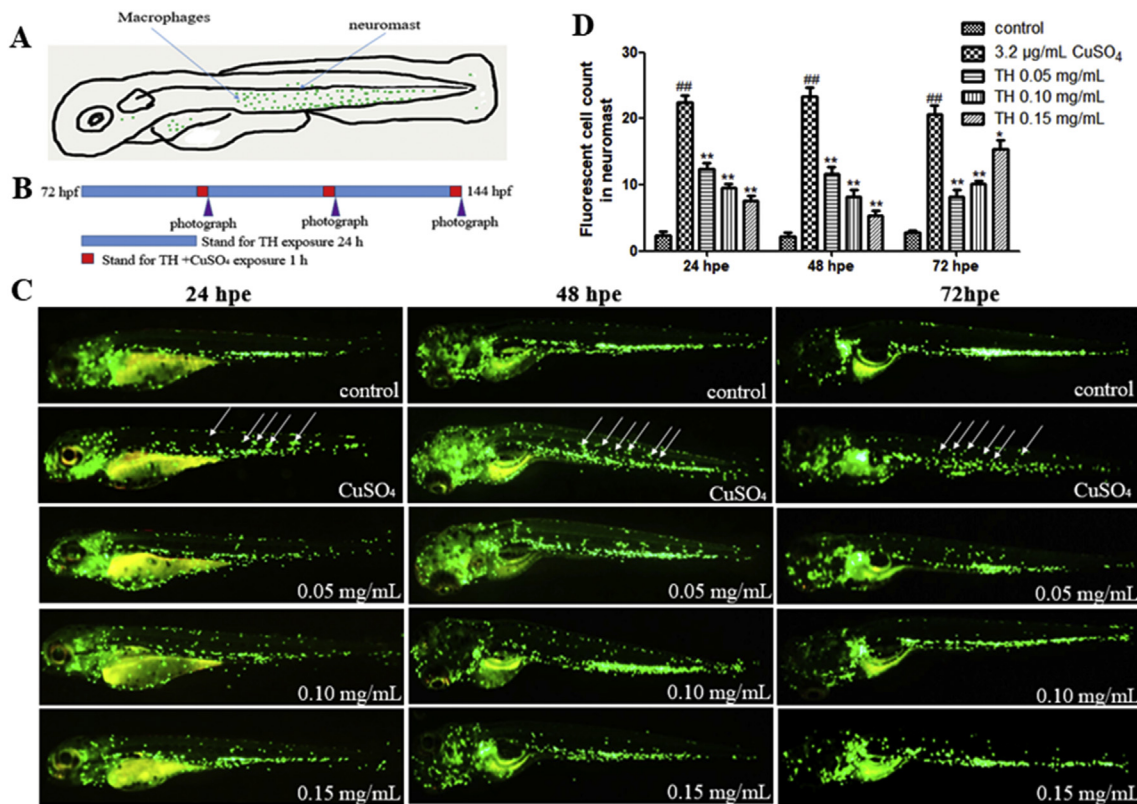 A
Macrophages
neuromast
B
72 hpf
144 hpf
photograph
photograph
photograph
Stand for TH exposure 24 h
Stand for TH +CuSO₄ exposure 1 h
D
control
3.2 µg/mL CuSO₄
TH 0.05 mg/mL
TH 0.10 mg/mL
TH 0.15 mg/mL
Fluorescent cell count
in neuromast
30
20
10
0
##
**
**
**
##
**
**
**
##
**
**
*
24 hpe
48 hpe
72 hpe
C
24 hpe
48 hpe
72hpe
control
control
control
CuSO₄
CuSO₄
CuSO₄
0.05 mg/mL
0.05 mg/mL
0.05 mg/mL
0.10 mg/mL
0.10 mg/mL
0.10 mg/mL
0.15 mg/mL
0.15 mg/mL
0.15 mg/mL